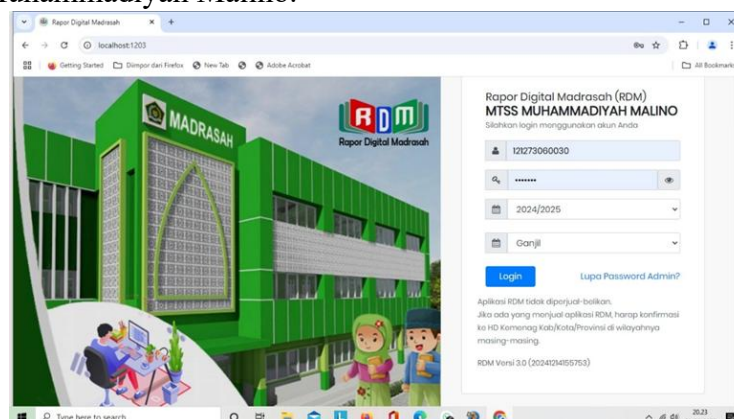 Rapor Digital Madrasah
localhost:1203
Getting Started
Diimpor dari Firefox
New Tab
Adobe Acrobat
All Bookmarks
MADRASAH
RDM
Rapor Digital Madrasah
Rapor Digital Madrasah (RDM)
MTSS MUHAMMADIYAH MALINO
Silahkan login menggunakan akun Anda
121273060030
2024/2025
Ganjil
Login
Lupa Password Admin?
Aplikasi RDM tidak diperjual-belikan.
Jika ada yang menjual aplikasi RDM, harap konfirmasi
ke HD Kemenag Kab/Kota/Provinsi di wilayahnya
masing-masing.
RDM Versi 3.0 (20241214155753)
Type here to search
20.23